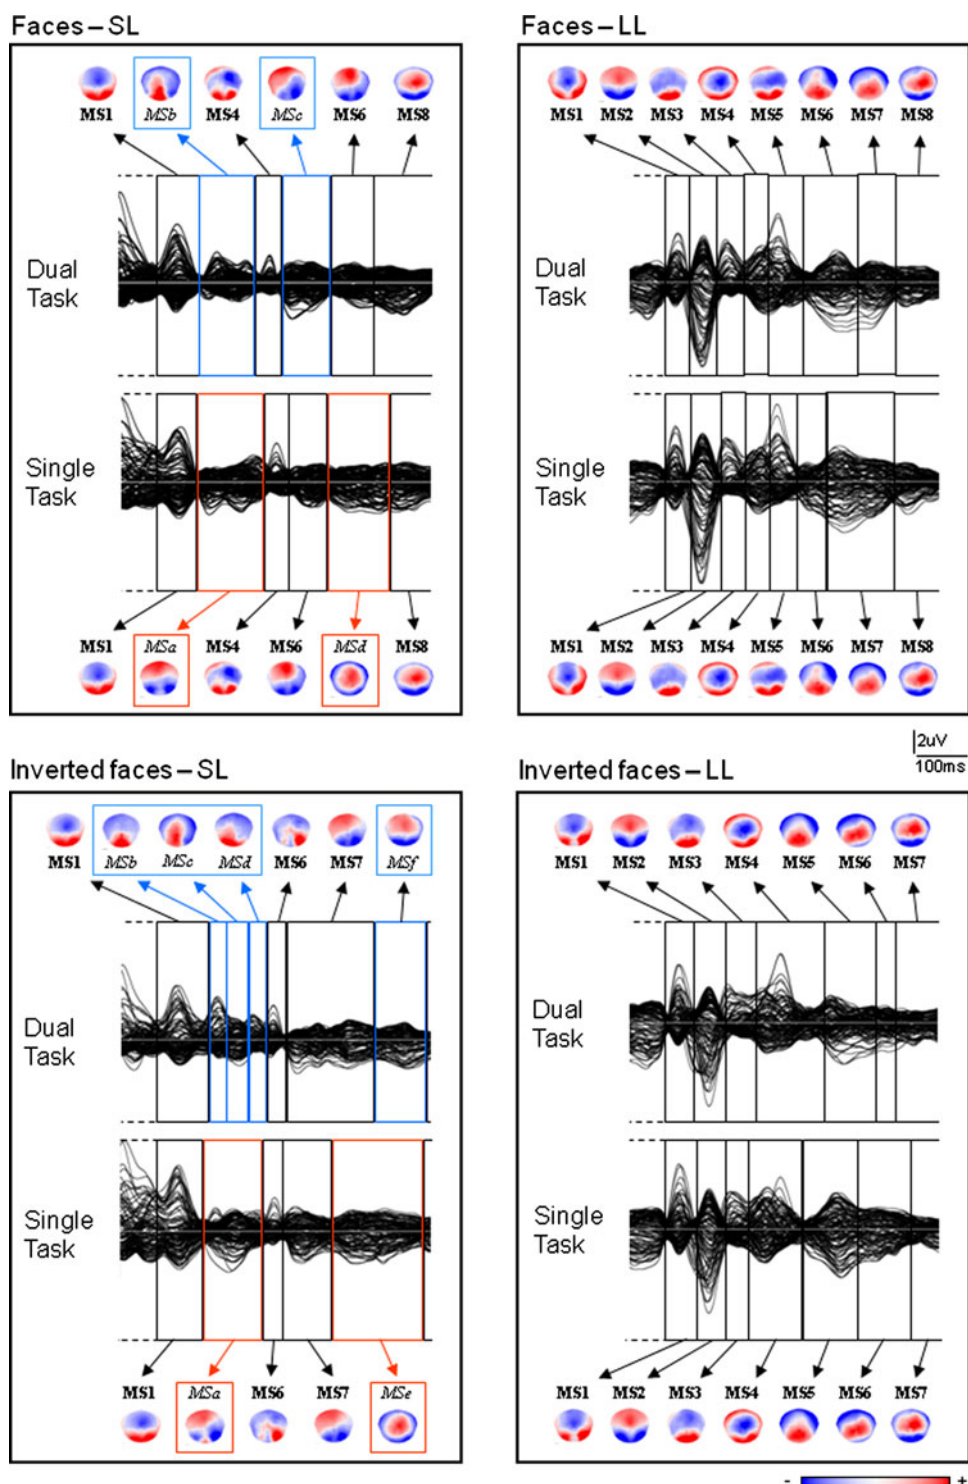 Faces – SL
MS1 MSb MS4 MSc MS6 MS8
Dual
Task
Single
Task
MS1 MSa MS4 MS6 MSd MS8
Faces – LL
MS1 MS2 MS3 MS4 MS5 MS6 MS7 MS8
Dual
Task
Single
Task
MS1 MS2 MS3 MS4 MS5 MS6 MS7 MS8
2uV
100ms
Inverted faces – SL
MS1 MSb MSc MSd MS6 MS7 MSf
Dual
Task
Single
Task
MS1 MSa MS6 MS7 MSe
Inverted faces – LL
MS1 MS2 MS3 MS4 MS5 MS6 MS7
Dual
Task
Single
Task
MS1 MS2 MS3 MS4 MS5 MS6 MS7
- +